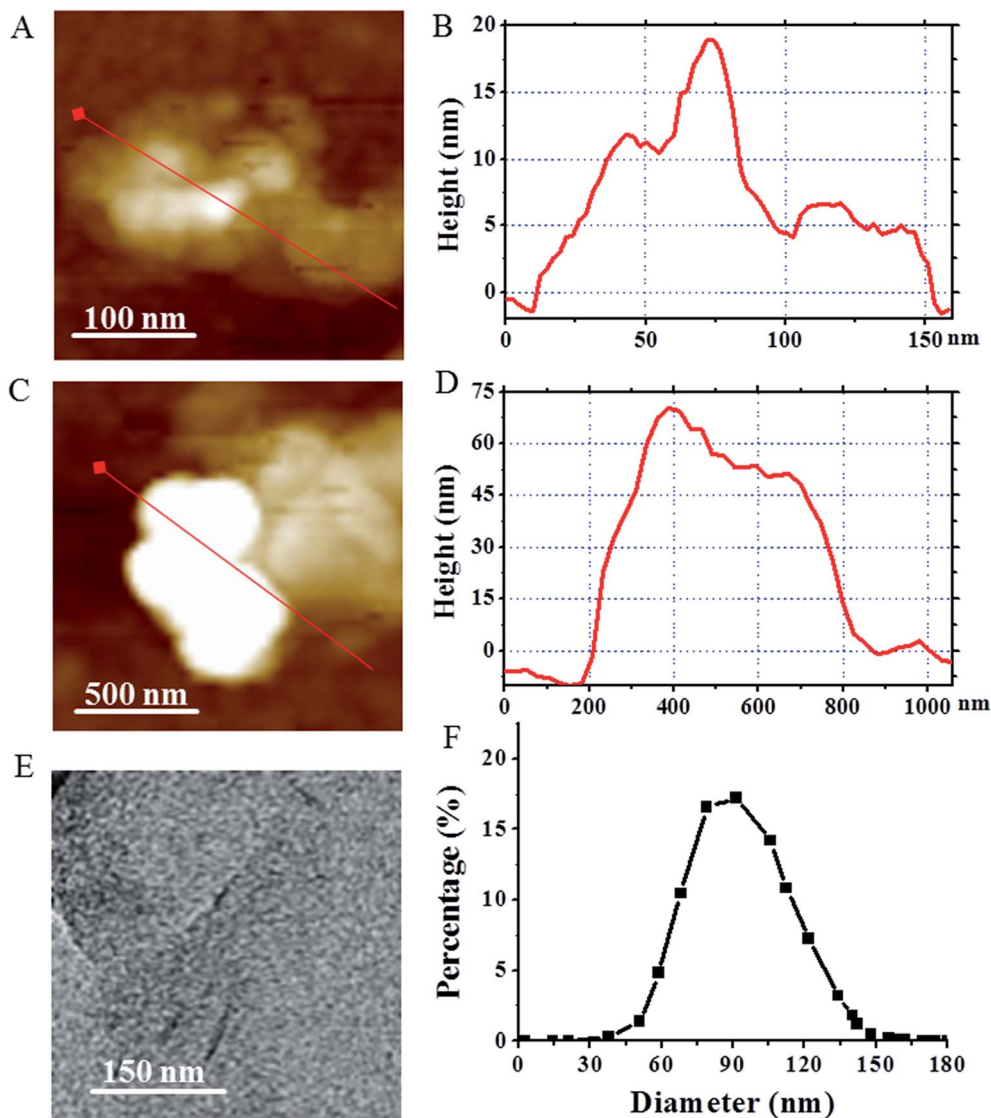 A
100 nm
B
Height (nm)
20
15
10
5
0
0 50 100 150 nm
C
500 nm
D
Height (nm)
75
60
45
30
15
0
0 200 400 600 800 1000 nm
E
150 nm
F
Percentage (%)
20
15
10
5
0
0 30 60 90 120 150 180
Diameter (nm)